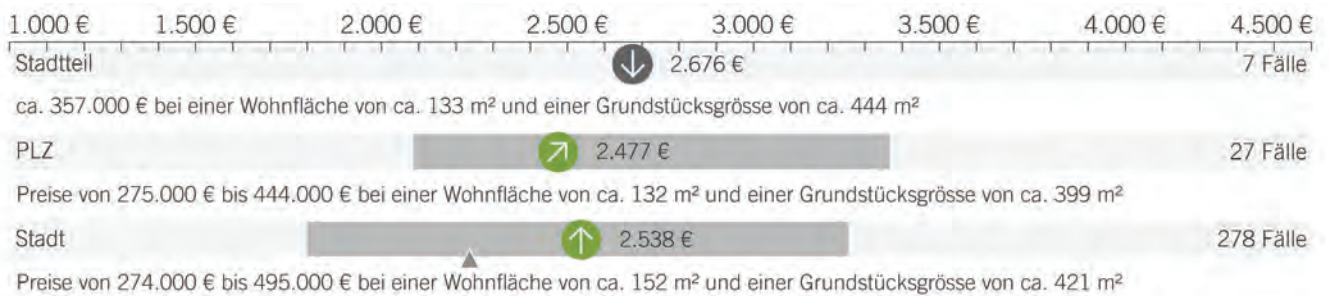 1.000 € 1.500 € 2.000 € 2.500 € 3.000 € 3.500 € 4.000 € 4.500 €
Stadtteil 2.676 € 7 Fälle
ca. 357.000 € bei einer Wohnfläche von ca. 133 m² und einer Grundstücksgrösse von ca. 444 m²
PLZ 2.477 € 27 Fälle
Preise von 275.000 € bis 444.000 € bei einer Wohnfläche von ca. 132 m² und einer Grundstücksgrösse von ca. 399 m²
Stadt 2.538 € 278 Fälle
Preise von 274.000 € bis 495.000 € bei einer Wohnfläche von ca. 152 m² und einer Grundstücksgrösse von ca. 421 m²